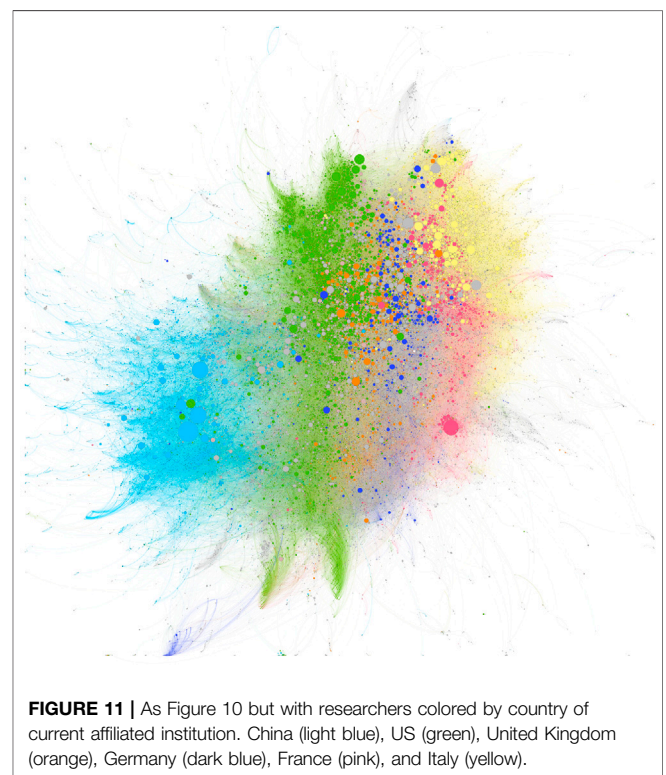 FIGURE 11 | As Figure 10 but with researchers colored by country of
current affiliated institution. China (light blue), US (green), United Kingdom
(orange), Germany (dark blue), France (pink), and Italy (yellow).